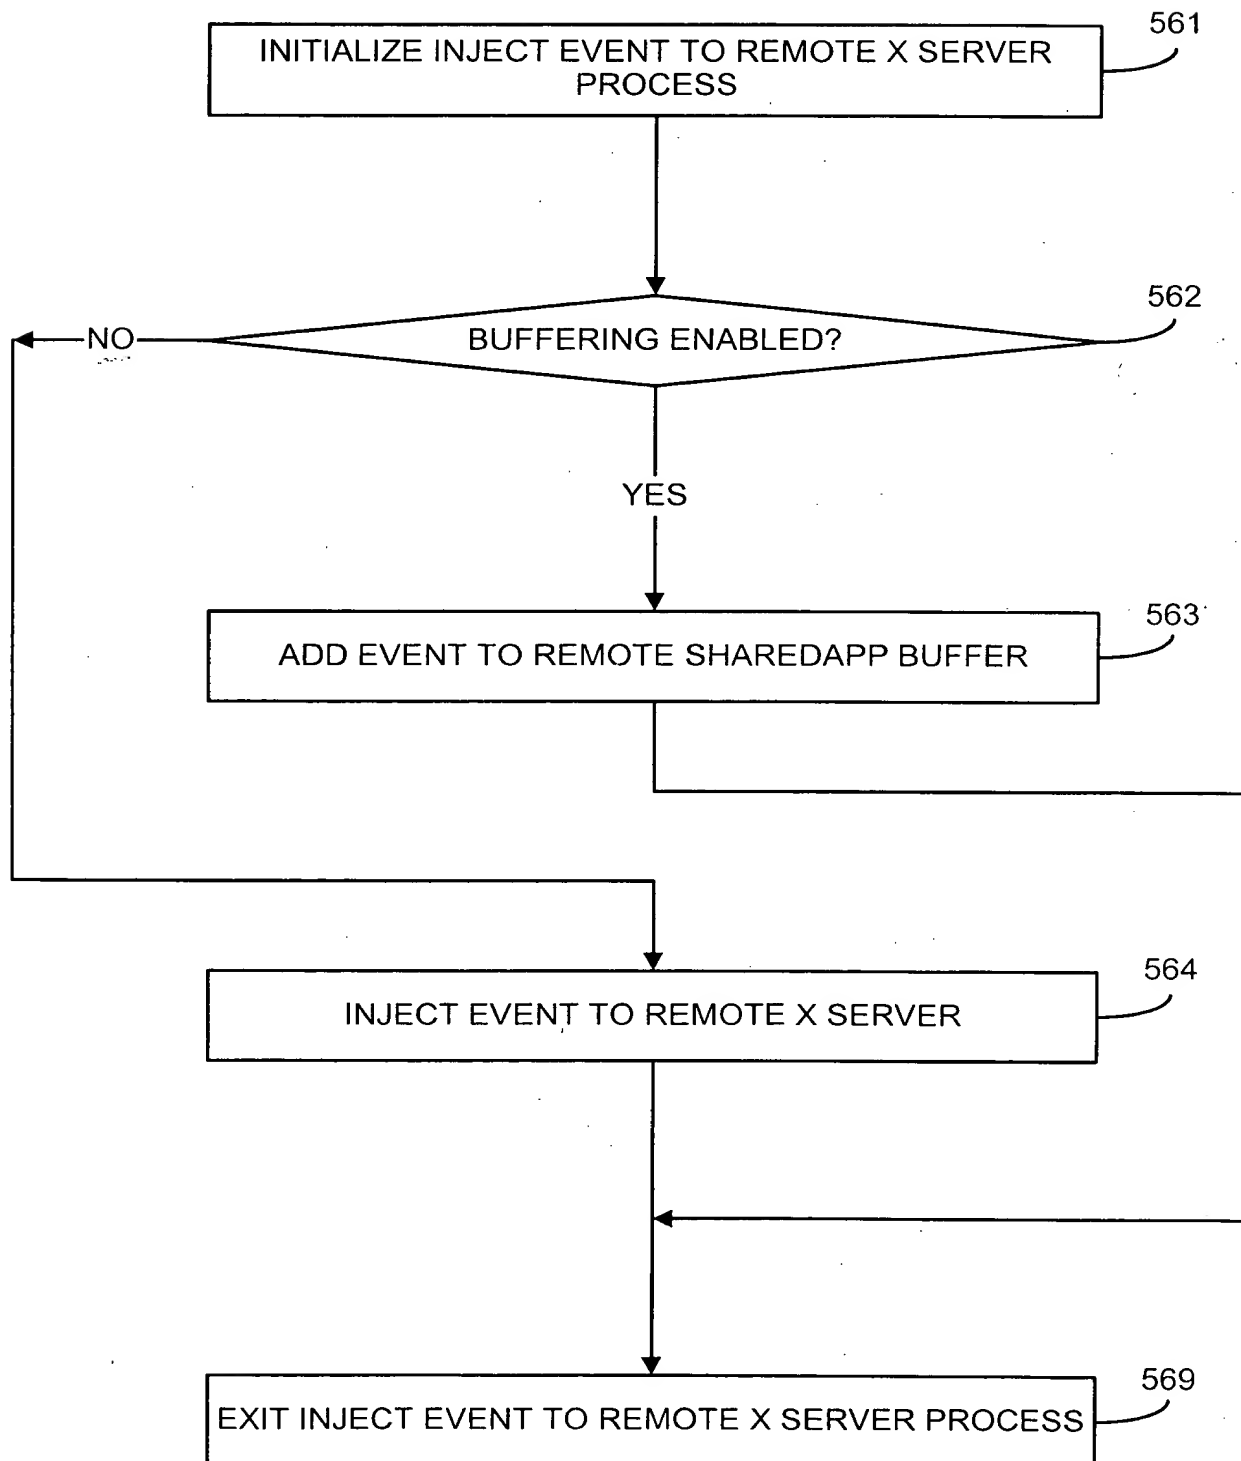 561
INITIALIZE INJECT EVENT TO REMOTE X SERVER
PROCESS
562
BUFFERING ENABLED?
NO
YES
563
ADD EVENT TO REMOTE SHAREDAPP BUFFER
564
INJECT EVENT TO REMOTE X SERVER
569
EXIT INJECT EVENT TO REMOTE X SERVER PROCESS